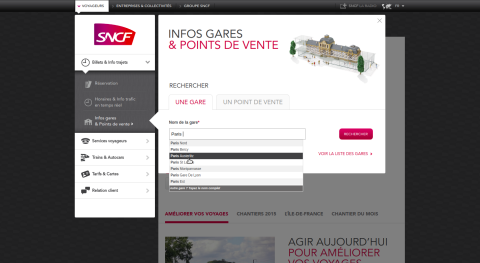 VOYAGEURS
ENTREPRISES & COLLECTIVITÉS
GROUPE SNCF
FR
SNCF
Billets & Info trajets
Réservation
Horaires & Info trafic
en temps réel
Infos gares
& Points de vente
Services voyageurs
Trains & Autocars
Tarifs & Cartes
Relation client
INFOS GARES
& POINTS DE VENTE
RECHERCHER
UNE GARE
UN POINT DE VENTE
Nom de la gare*
Paris
RECHERCHER
Paris Nord
Paris Bercy
Paris Austerlitz
Paris
Paris Montparnasse
Paris Gare De Lyon
Paris Est
VOIR LA LISTE DES GARES
AMÉLIORER VOS VOYAGES
CHANTIERS 2015
ÎLE-DE-FRANCE
CHANTIER DU MOIS
AGIR AUJOURD'HUI
POUR AMÉLIORER
VOS VOYAGES